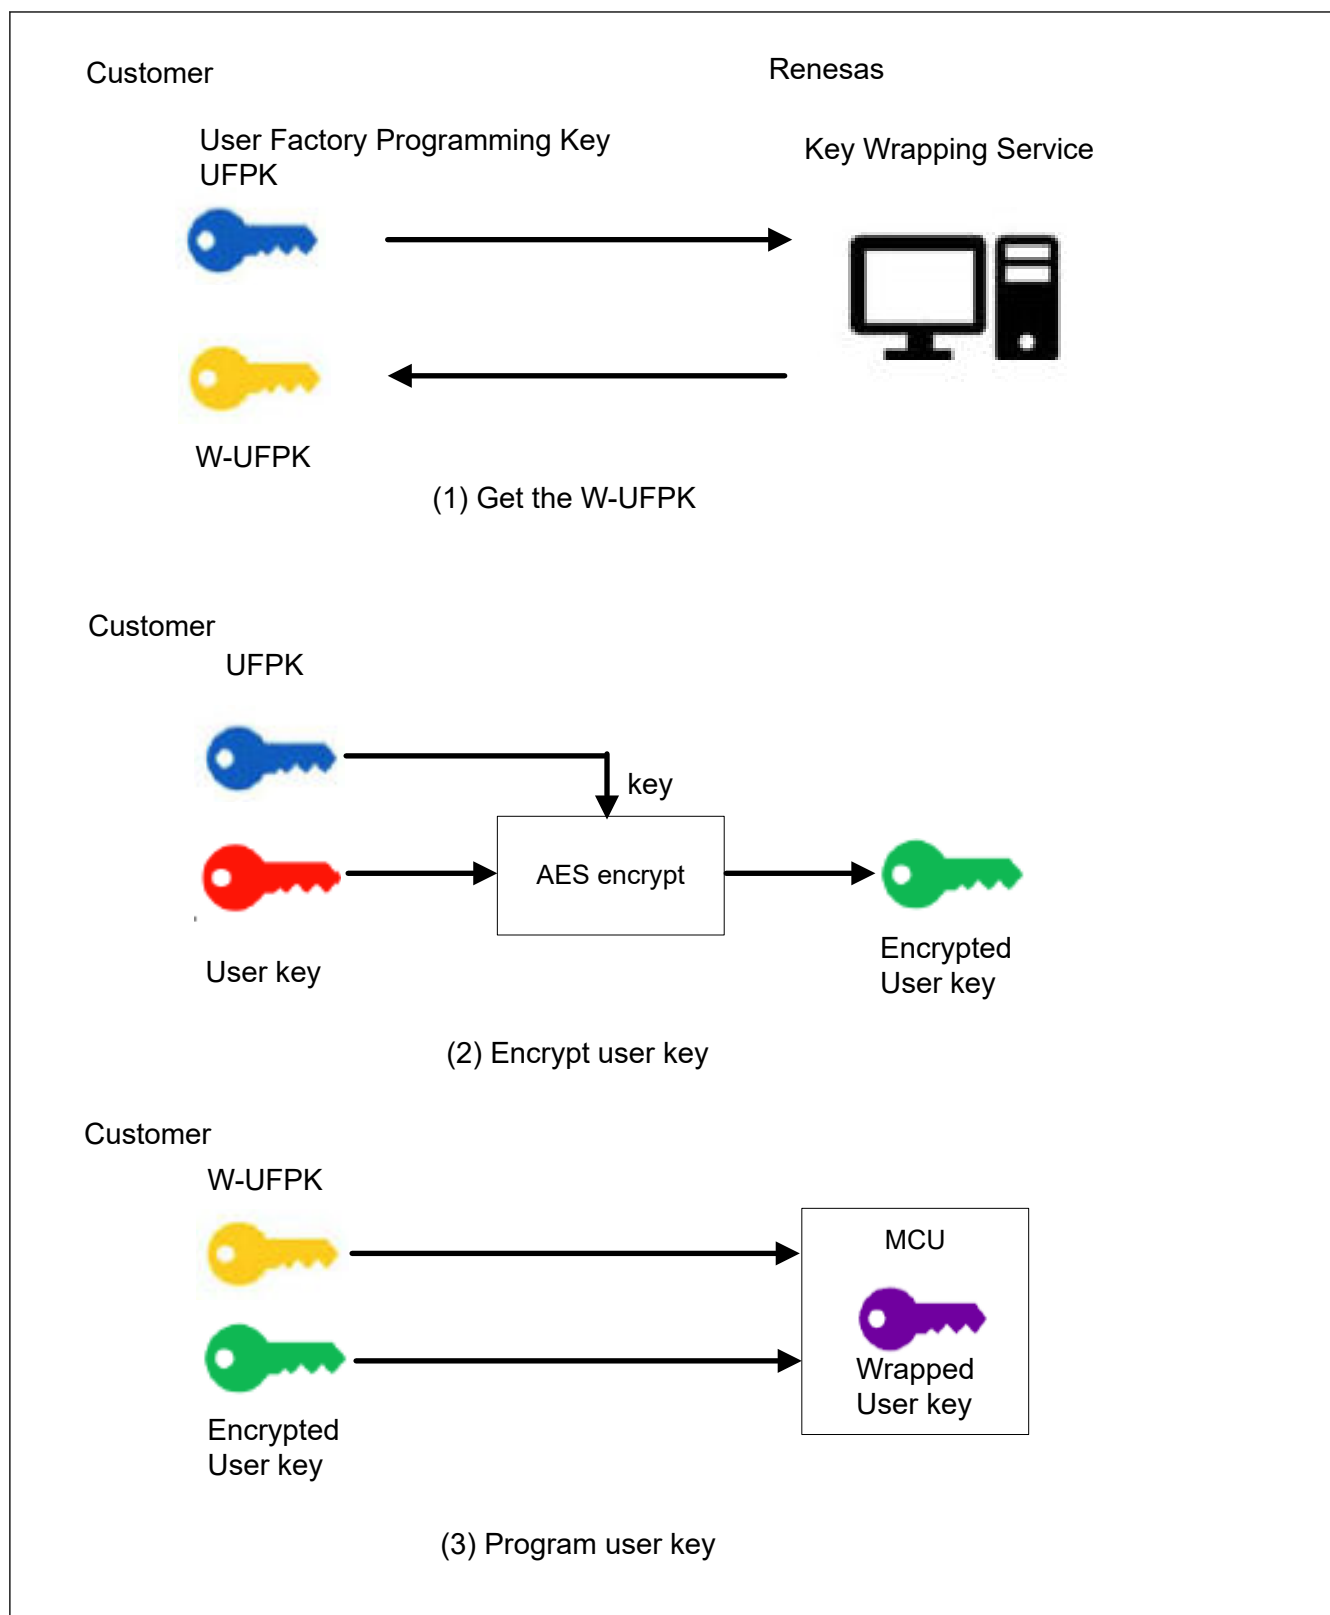 Customer
Renesas
User Factory Programming Key
UFPK
Key Wrapping Service
W-UFPK
(1) Get the W-UFPK
Customer
UFPK
key
AES encrypt
User key
Encrypted
User key
(2) Encrypt user key
Customer
W-UFPK
MCU
Wrapped
User key
Encrypted
User key
(3) Program user key